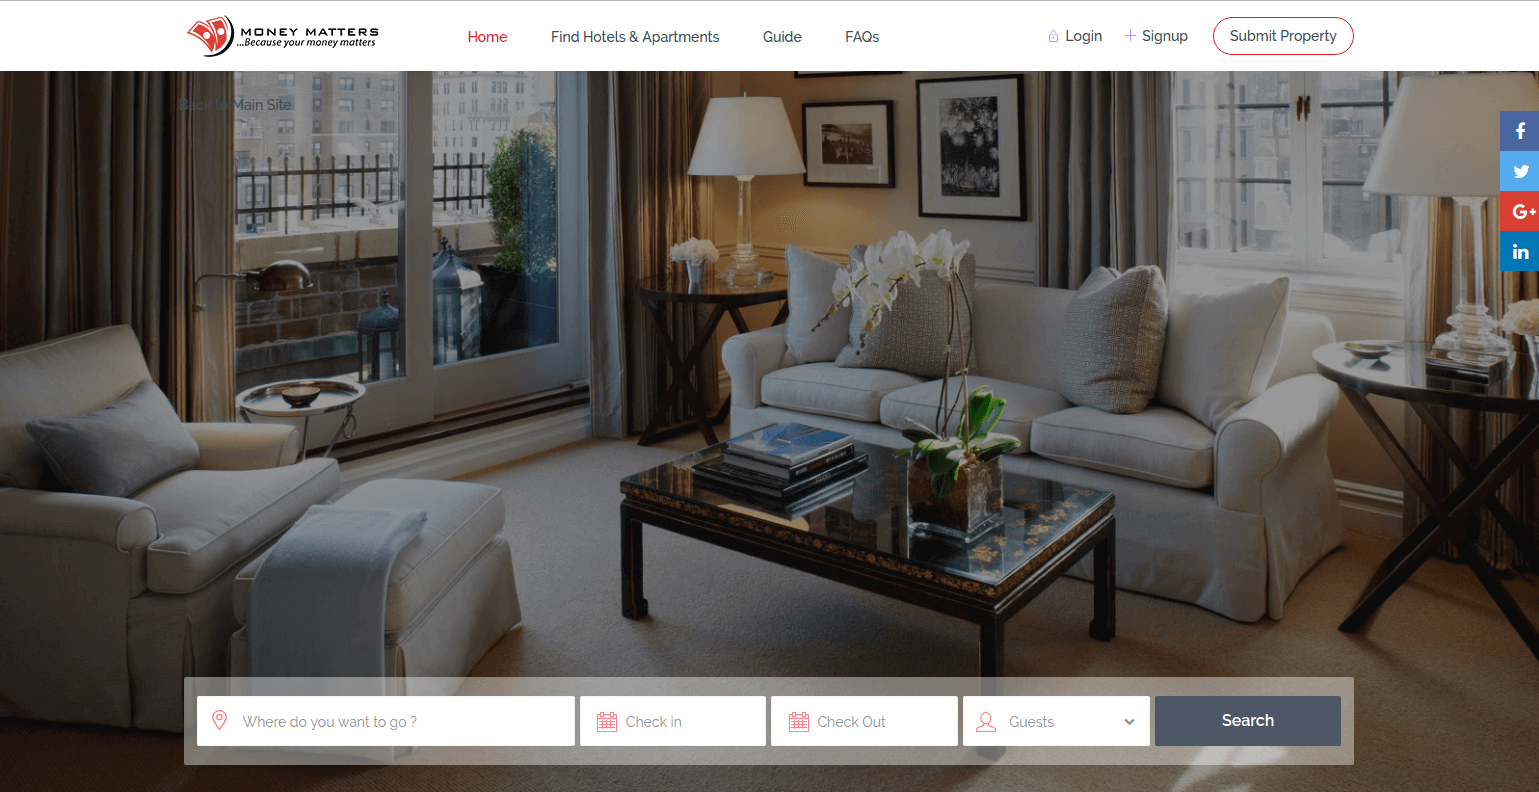 MONEY MATTERS
...Because your money matters
Home
Find Hotels & Apartments
Guide
FAQs
Login
Signup
Submit Property
Back to Main Site
f
G+
in
Where do you want to go ?
Check in
Check Out
Guests
Search